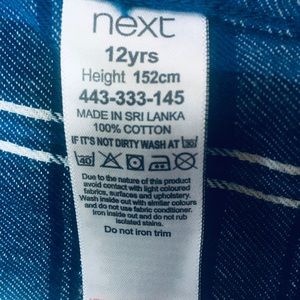 next
12yrs
Height 152cm
443-333-145
MADE IN SRI LANKA
100% COTTON
IF IT'S NOT DIRTY WASH AT 30
40
Due to the nature of this product
avoid contact with light coloured
fabrics, surfaces and upholstery.
Wash inside out with similar colours
and do not use fabric conditioner.
Iron inside out and do not rub
isolated stains.
Do not iron trim